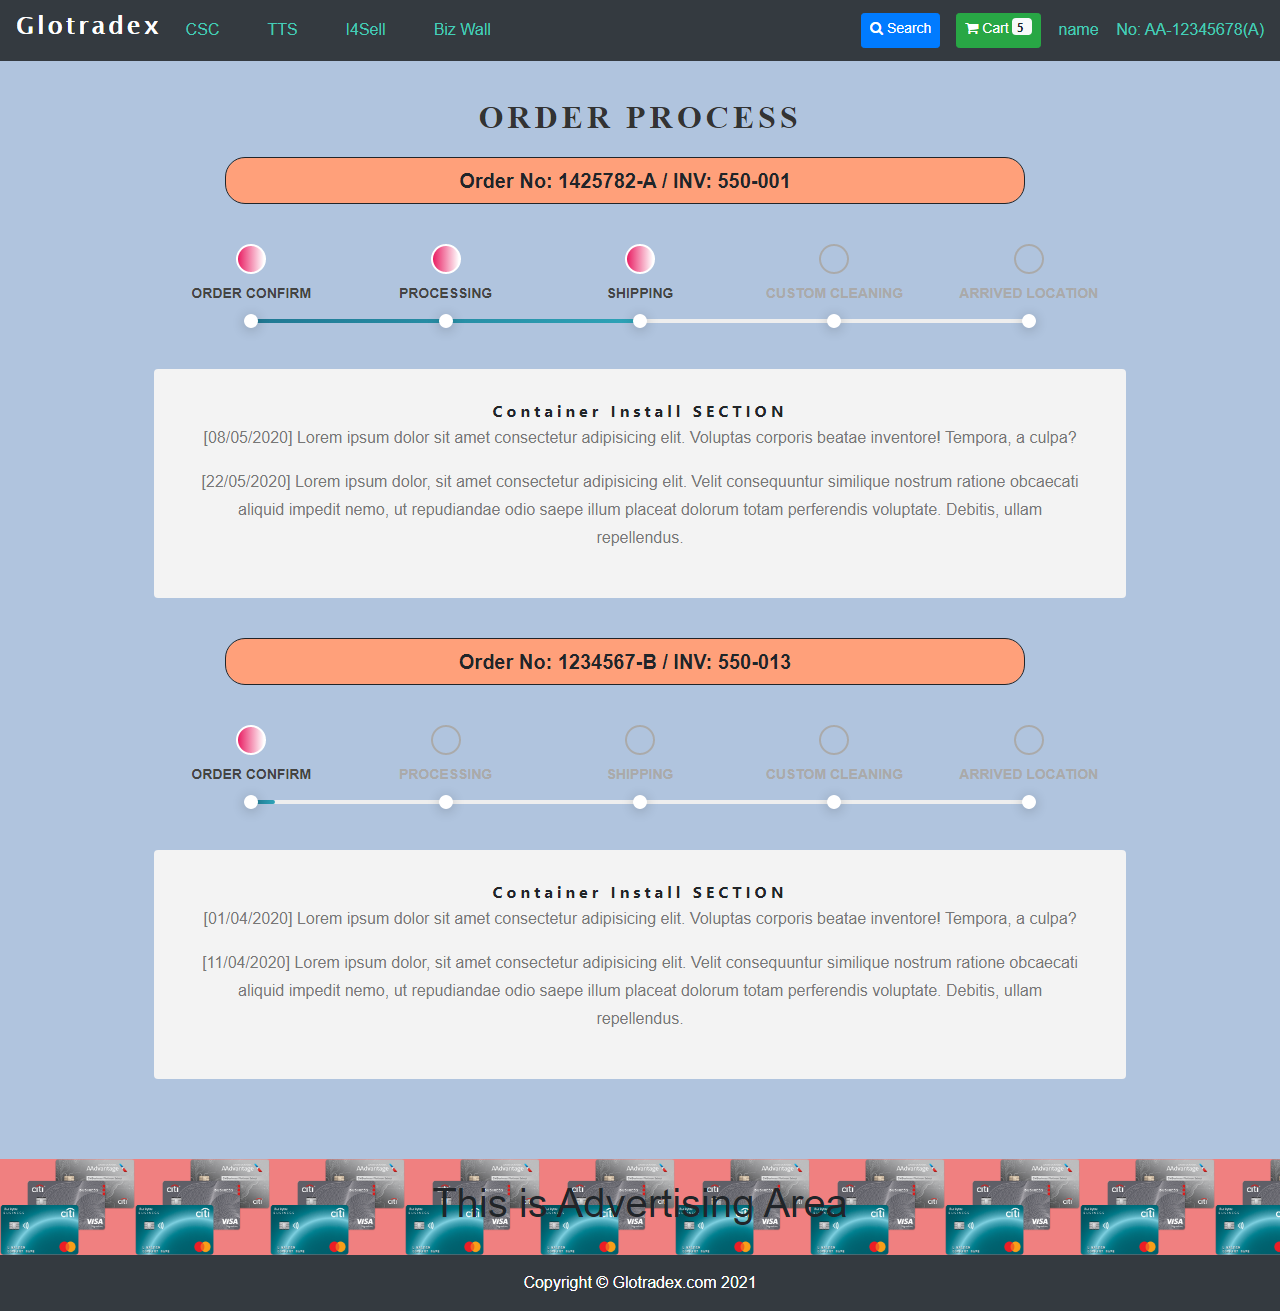 Glotradex CSC TTS I4Sell Biz Wall Search Cart 5 name No: AA-12345678(A)
ORDER PROCESS
Order No: 1425782-A / INV: 550-001
ORDER CONFIRM PROCESSING SHIPPING CUSTOM CLEANING ARRIVED LOCATION
Container Install SECTION
[08/05/2020] Lorem ipsum dolor sit amet consectetur adipisicing elit. Voluptas corporis beatae inventore! Tempora, a culpa?
[22/05/2020] Lorem ipsum dolor, sit amet consectetur adipisicing elit. Velit consequuntur similique nostrum ratione obcaecati
aliquid impedit nemo, ut repudiandae odio saepe illum placeat dolorum totam perferendis voluptate. Debitis, ullam
repellendus.
Order No: 1234567-B / INV: 550-013
ORDER CONFIRM PROCESSING SHIPPING CUSTOM CLEANING ARRIVED LOCATION
Container Install SECTION
[01/04/2020] Lorem ipsum dolor sit amet consectetur adipisicing elit. Voluptas corporis beatae inventore! Tempora, a culpa?
[11/04/2020] Lorem ipsum dolor, sit amet consectetur adipisicing elit. Velit consequuntur similique nostrum ratione obcaecati
aliquid impedit nemo, ut repudiandae odio saepe illum placeat dolorum totam perferendis voluptate. Debitis, ullam
repellendus.
This is Advertising Area
Copyright © Glotradex.com 2021